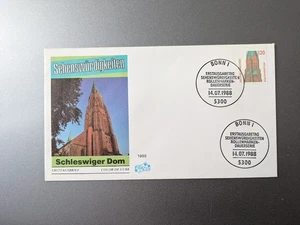 Sehenswürdigkeiten
Schleswiger Dom
1988
BONN 1
ERSTAUSGABETAG
SEHENSWÜRDIGKEITEN
ROLLENMARKEN-
DAUERSERIE
14.07.1988
5300
BONN 1
ERSTAUSGABETAG
SEHENSWÜRDIGKEITEN
ROLLENMARKEN-
DAUERSERIE
14.07.1988
5300